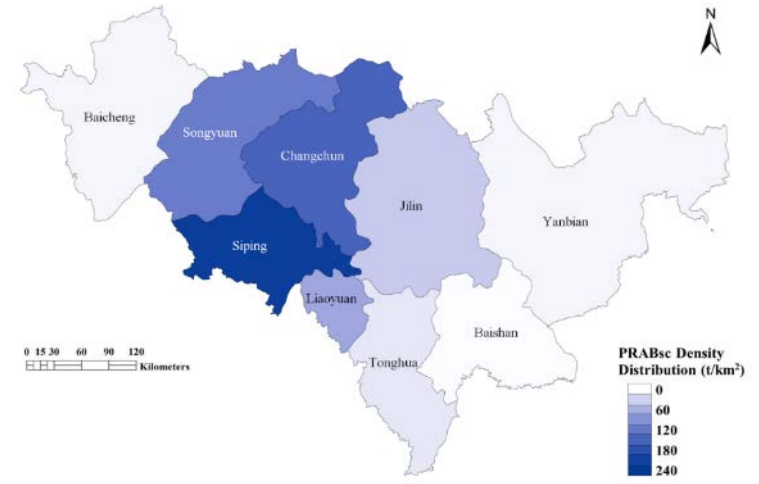 N
Baicheng
Songyuan
Changchun
Jilin
Yanbian
Siping
Liaoyuan
Baishan
Tonghua
0 15 30 60 90 120
Kilometers
PRABsc Density
Distribution (t/km²)
0
60
120
180
240